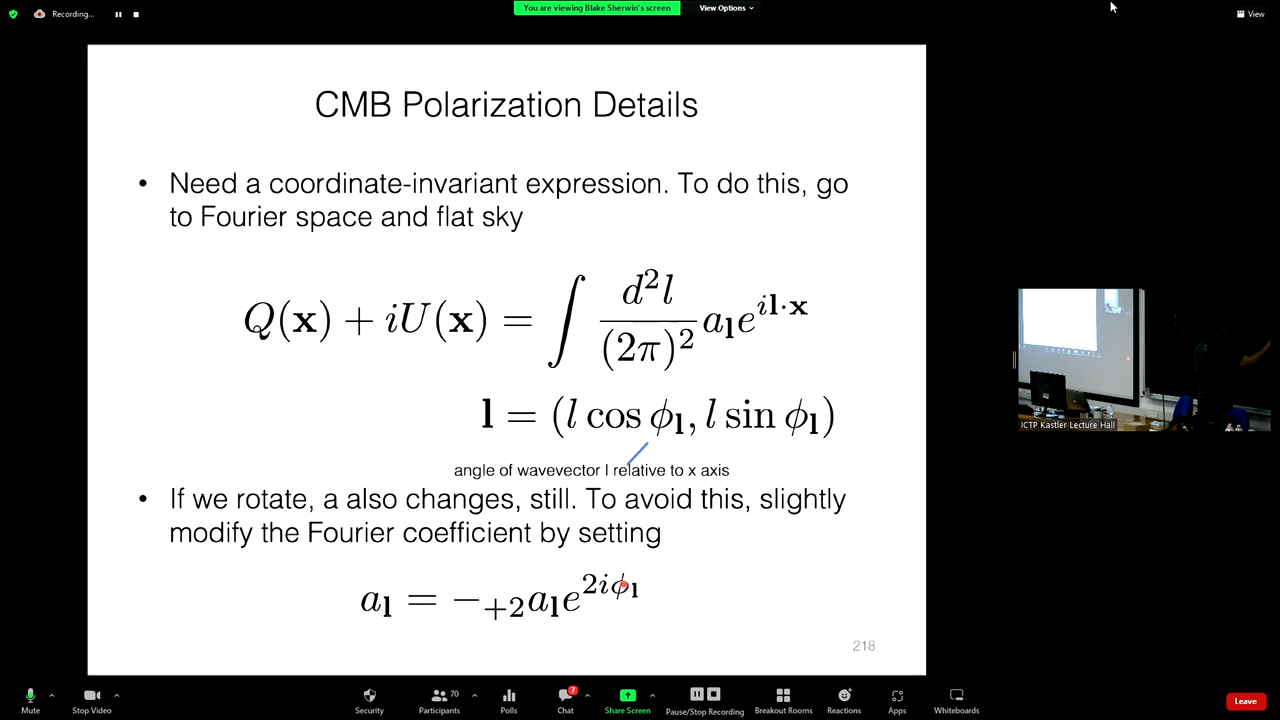 Recording...
You are viewing Blake Sherwin's screen
View Options
View
CMB Polarization Details
• Need a coordinate-invariant expression. To do this, go
to Fourier space and flat sky
Q(𝐱) + iU(𝐱) = ∫ d²l/(2π)² a_𝐥 e^{i𝐥·𝐱}
𝐥 = (l cos ϕ_𝐥, l sin ϕ_𝐥)
angle of wavevector l relative to x axis
• If we rotate, a also changes, still. To avoid this, slightly
modify the Fourier coefficient by setting
a_𝐥 = −₊₂a_𝐥 e^{2iϕ_𝐥}
218
ICTP Kastler Lecture Hall
Mute
Stop Video
Security
Participants
70
Polls
Chat
7
Share Screen
Pause/Stop Recording
Breakout Rooms
Reactions
Apps
Whiteboards
Leave